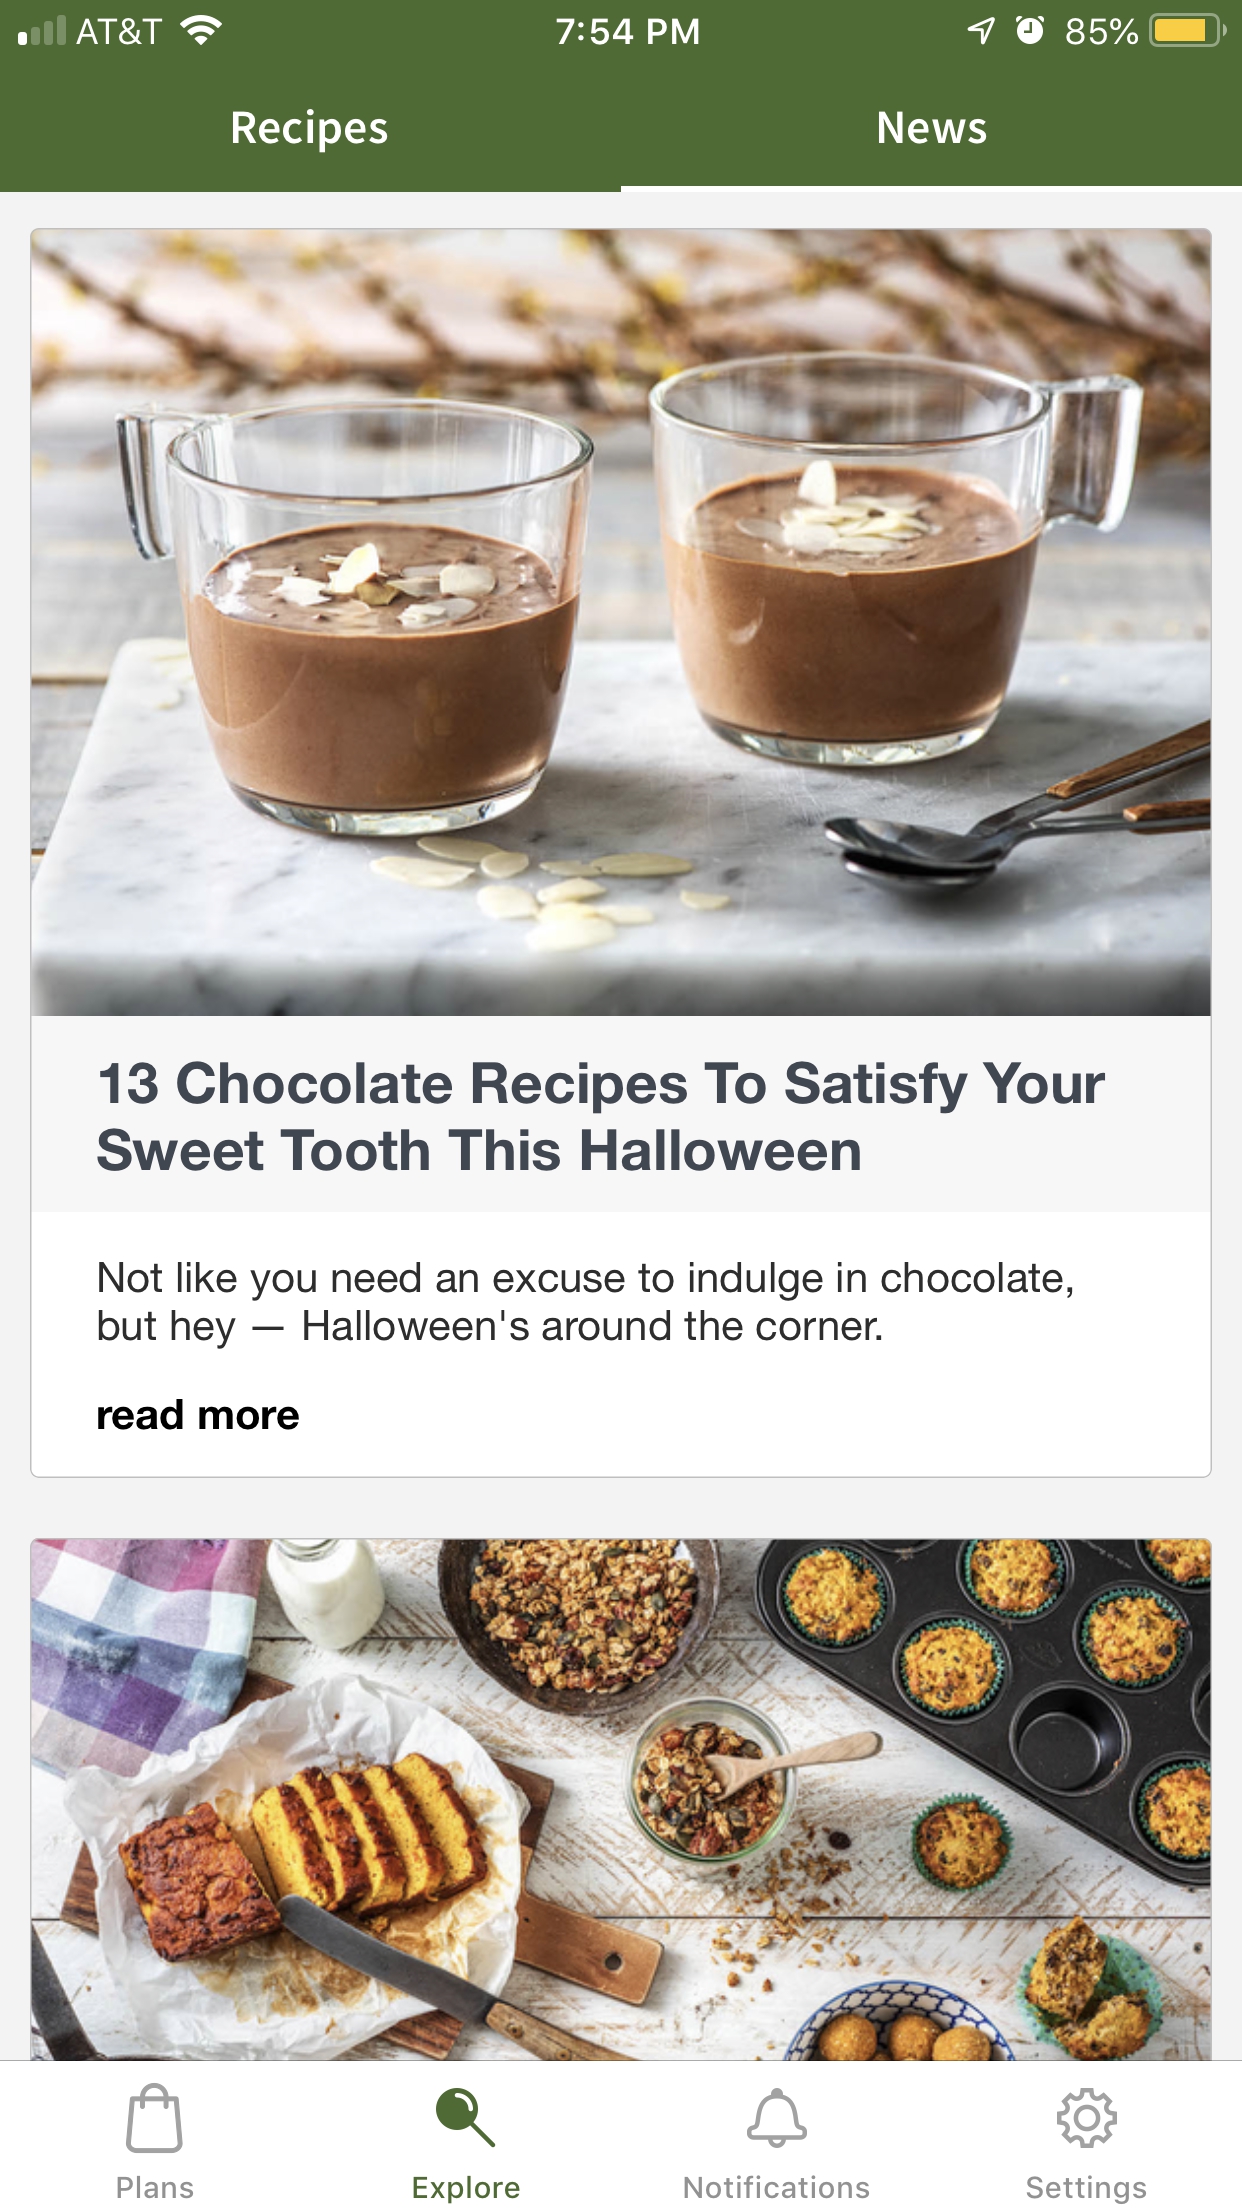 AT&T 7:54 PM 85%
Recipes News
13 Chocolate Recipes To Satisfy Your
Sweet Tooth This Halloween
Not like you need an excuse to indulge in chocolate,
but hey — Halloween's around the corner.
read more
Plans Explore Notifications Settings